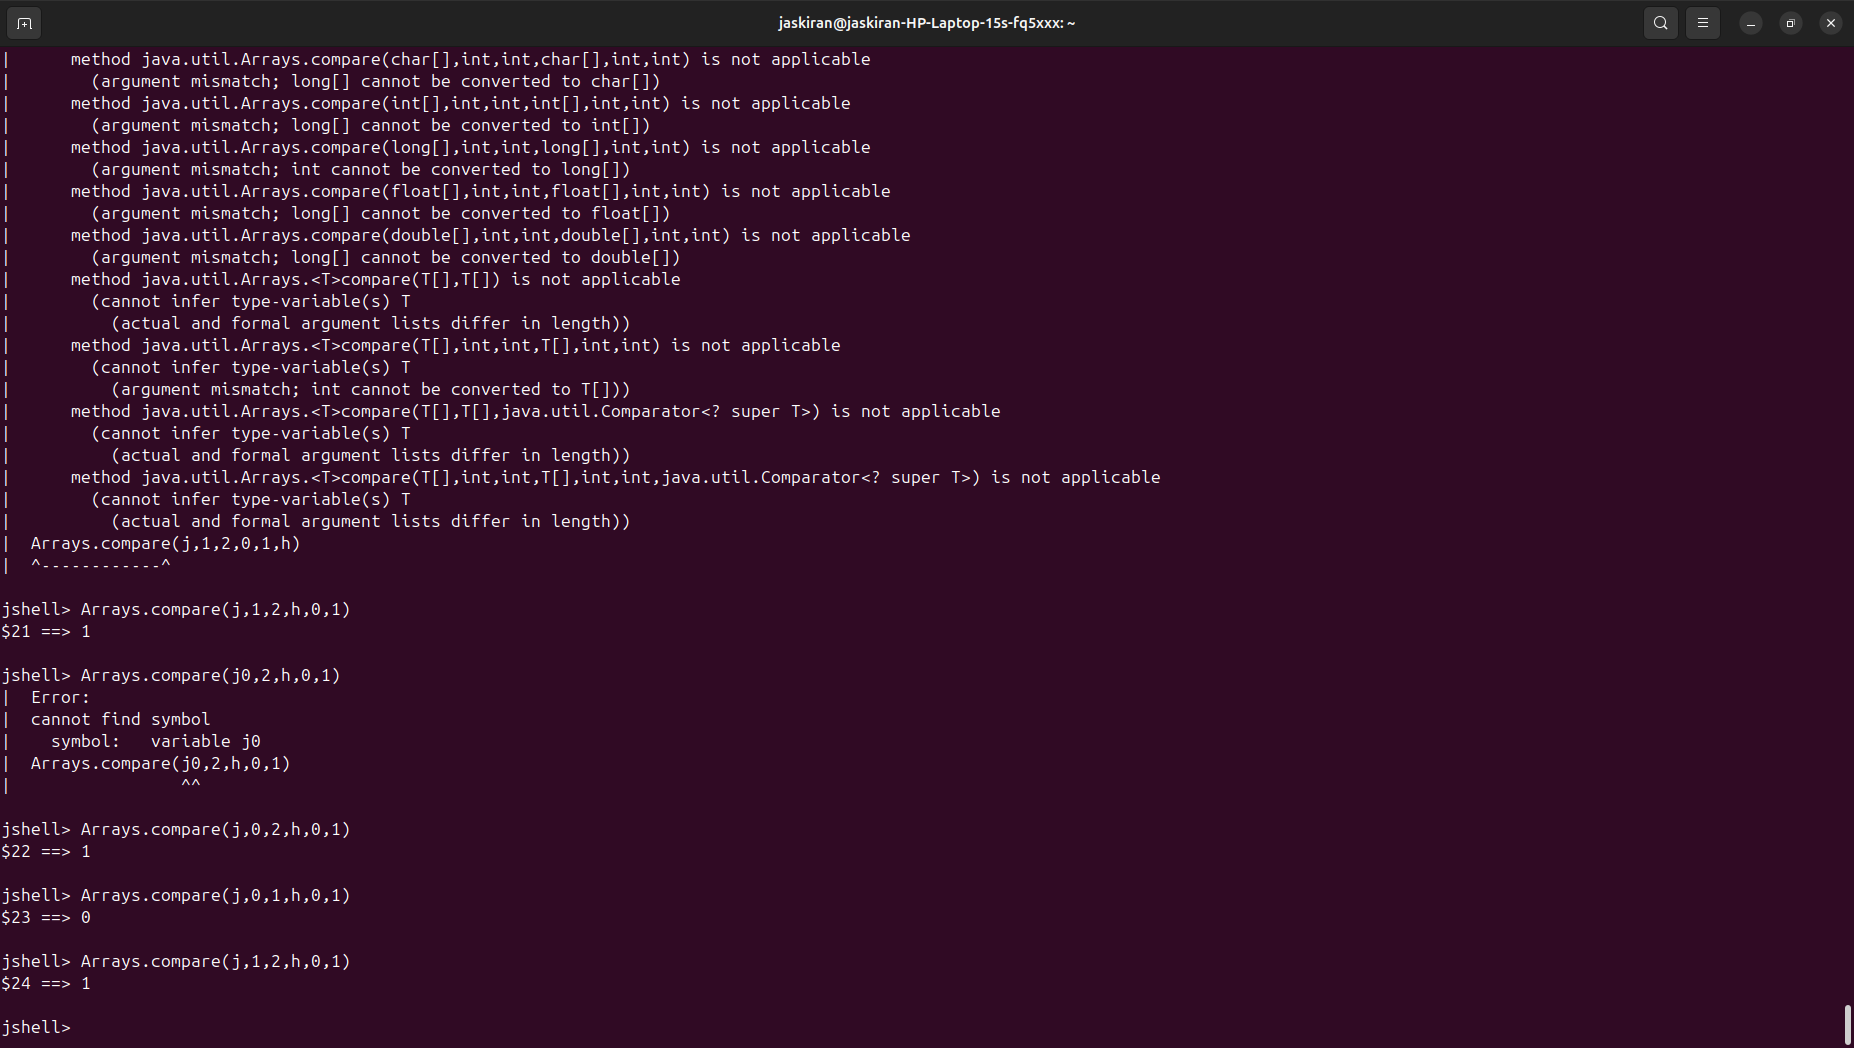 jaskiran@jaskiran-HP-Laptop-15s-fq5xxx: ~
|      method java.util.Arrays.compare(char[],int,int,char[],int,int) is not applicable
|        (argument mismatch; long[] cannot be converted to char[])
|      method java.util.Arrays.compare(int[],int,int,int[],int,int) is not applicable
|        (argument mismatch; long[] cannot be converted to int[])
|      method java.util.Arrays.compare(long[],int,int,long[],int,int) is not applicable
|        (argument mismatch; int cannot be converted to long[])
|      method java.util.Arrays.compare(float[],int,int,float[],int,int) is not applicable
|        (argument mismatch; long[] cannot be converted to float[])
|      method java.util.Arrays.compare(double[],int,int,double[],int,int) is not applicable
|        (argument mismatch; long[] cannot be converted to double[])
|      method java.util.Arrays.<T>compare(T[],T[]) is not applicable
|        (cannot infer type-variable(s) T
|          (actual and formal argument lists differ in length))
|      method java.util.Arrays.<T>compare(T[],int,int,T[],int,int) is not applicable
|        (cannot infer type-variable(s) T
|          (argument mismatch; int cannot be converted to T[]))
|      method java.util.Arrays.<T>compare(T[],T[],java.util.Comparator<? super T>) is not applicable
|        (cannot infer type-variable(s) T
|          (actual and formal argument lists differ in length))
|      method java.util.Arrays.<T>compare(T[],int,int,T[],int,int,java.util.Comparator<? super T>) is not applicable
|        (cannot infer type-variable(s) T
|          (actual and formal argument lists differ in length))
|  Arrays.compare(j,1,2,0,1,h)
|  ^------------^
jshell> Arrays.compare(j,1,2,h,0,1)
$21 ==> 1
jshell> Arrays.compare(j0,2,h,0,1)
|  Error:
|  cannot find symbol
|    symbol:   variable j0
|  Arrays.compare(j0,2,h,0,1)
|                 ^^
jshell> Arrays.compare(j,0,2,h,0,1)
$22 ==> 1
jshell> Arrays.compare(j,0,1,h,0,1)
$23 ==> 0
jshell> Arrays.compare(j,1,2,h,0,1)
$24 ==> 1
jshell>